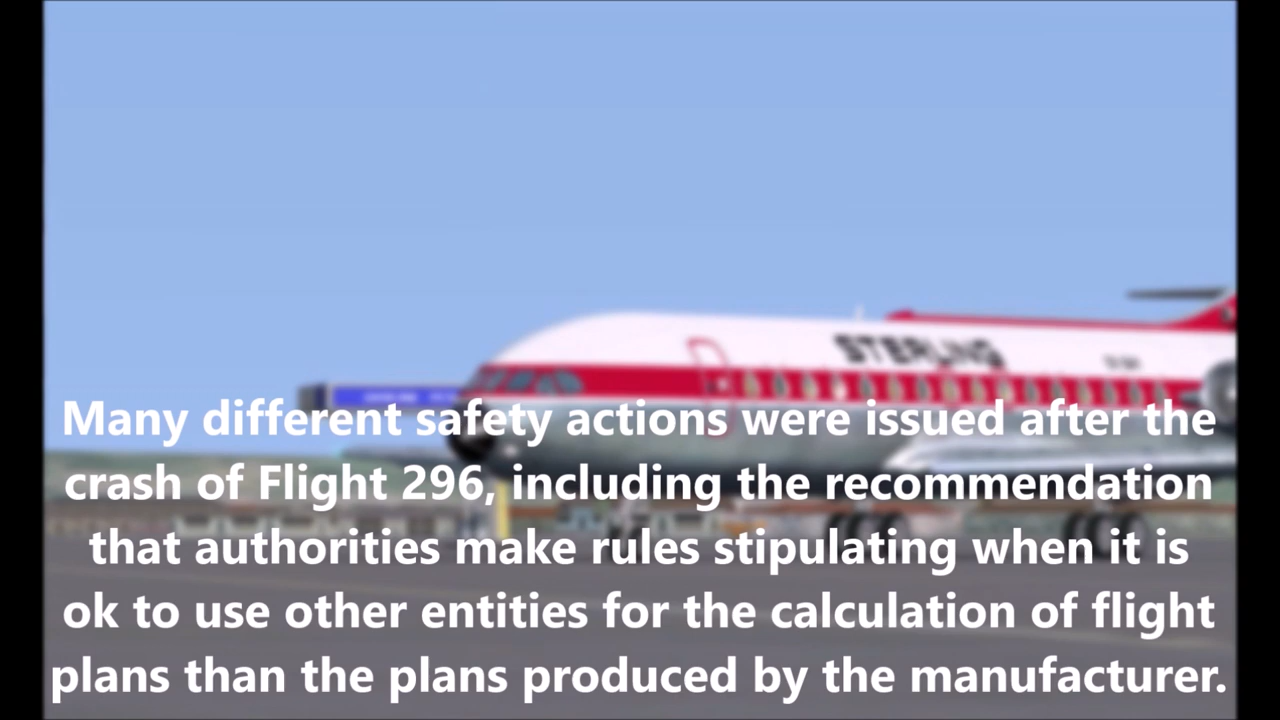 STERLING
Many different safety actions were issued after the
crash of Flight 296, including the recommendation
that authorities make rules stipulating when it is
ok to use other entities for the calculation of flight
plans than the plans produced by the manufacturer.